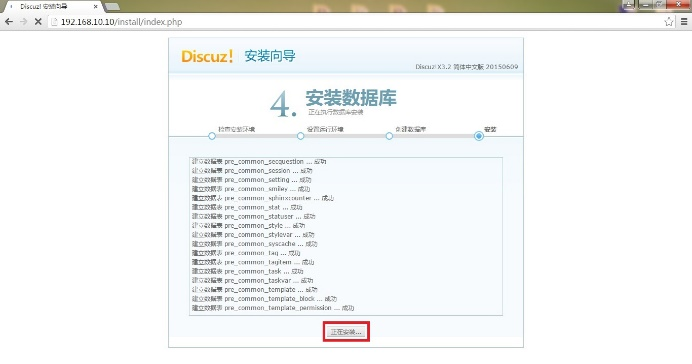 Discuz! 安装向导
192.168.10.10/install/index.php
Discuz! 安装向导
Discuz!X3.2 简体中文版 20150609
4. 安装数据库
正在执行数据库安装
检查安装环境 设置运行环境 创建数据库 安装
建立数据表 pre_common_secquestion ... 成功
建立数据表 pre_common_session ... 成功
建立数据表 pre_common_setting ... 成功
建立数据表 pre_common_smiley ... 成功
建立数据表 pre_common_sphinxcounter ... 成功
建立数据表 pre_common_stat ... 成功
建立数据表 pre_common_statuser ... 成功
建立数据表 pre_common_style ... 成功
建立数据表 pre_common_stylevar ... 成功
建立数据表 pre_common_syscache ... 成功
建立数据表 pre_common_tag ... 成功
建立数据表 pre_common_tagitem ... 成功
建立数据表 pre_common_task ... 成功
建立数据表 pre_common_taskvar ... 成功
建立数据表 pre_common_template ... 成功
建立数据表 pre_common_template_block ... 成功
建立数据表 pre_common_template_permission ... 成功
正在安装...